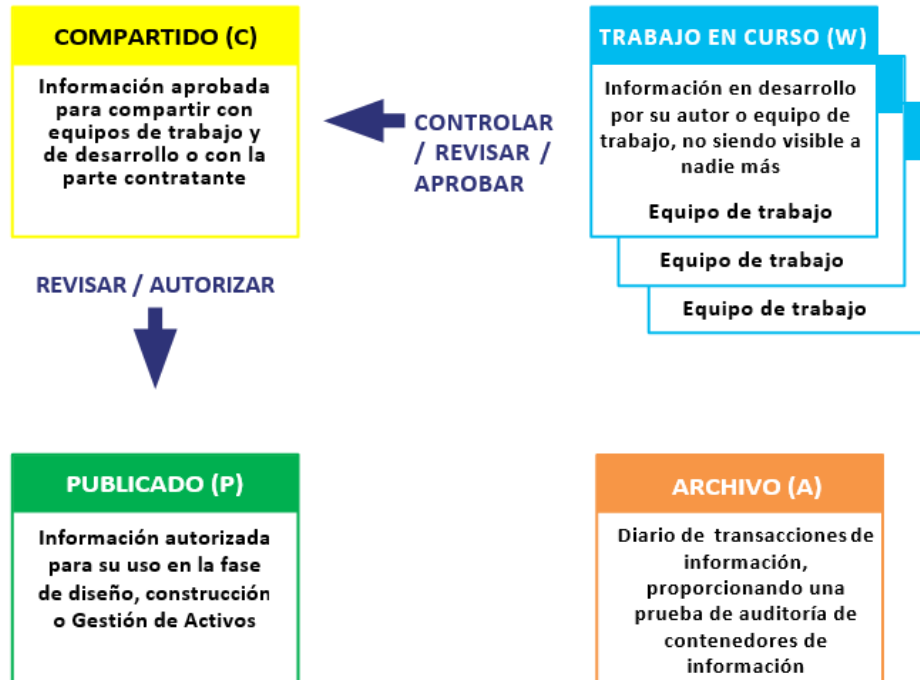 COMPARTIDO (C)
Información aprobada
para compartir con
equipos de trabajo y
de desarrollo o con la
parte contratante
CONTROLAR
/ REVISAR /
APROBAR
TRABAJO EN CURSO (W)
Información en desarrollo
por su autor o equipo de
trabajo, no siendo visible a
nadie más
Equipo de trabajo
Equipo de trabajo
Equipo de trabajo
REVISAR / AUTORIZAR
PUBLICADO (P)
Información autorizada
para su uso en la fase
de diseño, construcción
o Gestión de Activos
ARCHIVO (A)
Diario de transacciones de
información,
proporcionando una
prueba de auditoría de
contenedores de
información